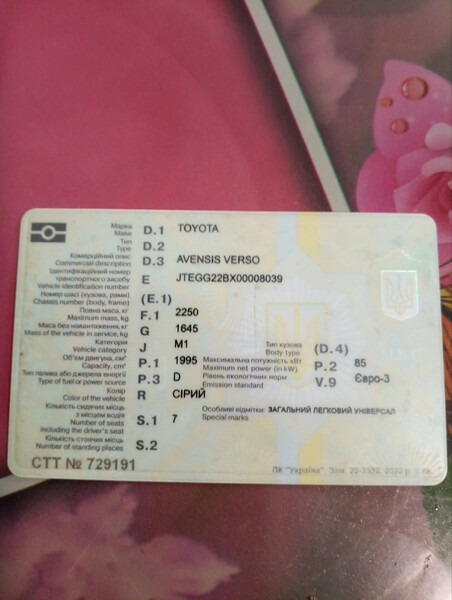 Марка
Make D.1 TOYOTA
Тип
Type D.2
Комерційний опис
Commercial description D.3 AVENSIS VERSO
Ідентифікаційний номер
транспортного засобу E JTEGG22BX00008039
Vehicle identification number
Номер шасі (кузова, рами)
Chassis number (body, frame) (E.1)
Повна маса, кг
Maximum mass, kg F.1 2250
Маса без навантаження, кг
Mass of the vehicle in service, kg G 1645
Категорія
Vehicle category J M1
Тип кузова
Body type (D.4)
Об'єм двигуна, см³
Capacity, cm³ P.1 1995
Максимальна потужність кВт
Maximum net power (in kW) P.2 85
Тип палива або джерела енергії
Type of fuel or power source P.3 D
Рівень екологічних норм
Emission standard V.9 Євро-3
Колір
Color of the vehicle R СІРИЙ
Кількість сидячих місць
з місцем водія
Number of seats S.1 7
including the driver's seat
Особливі відмітки: ЗАГАЛЬНИЙ ЛЕГКОВИЙ УНІВЕРСАЛ
Special marks
Кількість стоячих місць
Number of standing places S.2
СТТ № 729191
ПК "Україна". Зам. 2020 р.